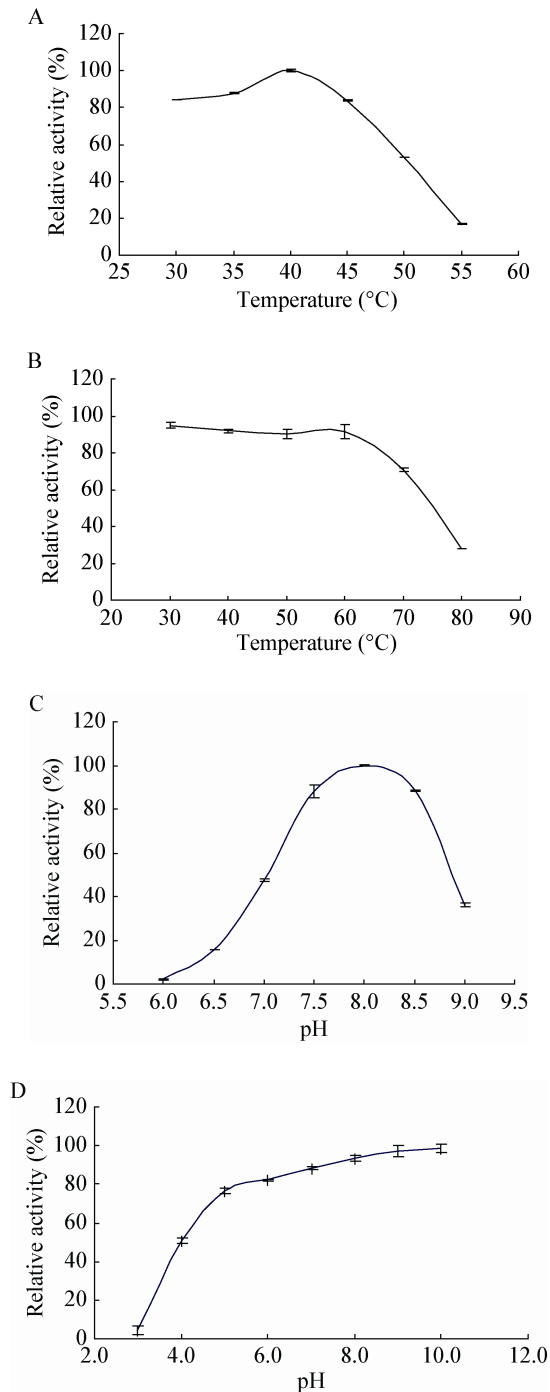 A
Relative activity (%)
120
100
80
60
40
20
0
25 30 35 40 45 50 55 60
Temperature (°C)
B
Relative activity (%)
120
100
80
60
40
20
0
20 30 40 50 60 70 80 90
Temperature (°C)
C
Relative activity (%)
120
100
80
60
40
20
0
5.5 6.0 6.5 7.0 7.5 8.0 8.5 9.0 9.5
pH
D
Relative activity (%)
120
100
80
60
40
20
0
2.0 4.0 6.0 8.0 10.0 12.0
pH